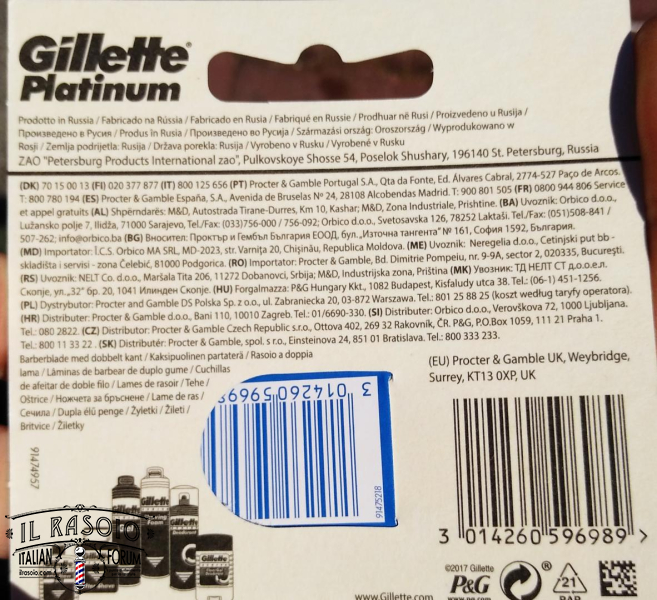 Gillette®
Platinum
Prodotto in Russia / Fabricado na Rússia / Fabricado en Rusia / Fabriqué en Russie / Prodhuar në Rusi / Proizvedeno u Rusija /
Произведено в Русия / Produs în Rusia / Произведено во Русија / Származási ország: Oroszország / Wyprodukowano w
Rosji / Zemlja podrijetla: Rusija / Država porekla: Rusija / Vyrobeno v Rusku / Vyrobené v Rusku
ZAO "Petersburg Products International zao", Pulkovskoye Shosse 54, Poselok Shushary, 196140 St. Petersburg, Russia
(DK) 70 15 00 13 (FI) 020 377 877 (IT) 800 125 656 (PT) Procter & Gamble Portugal S.A., Qta da Fonte, Ed. Álvares Cabral, 2774-527 Paço de Arcos.
T: 800 780 194 (ES) Procter & Gamble España, S.A., Avenida de Bruselas Nº 24, 28108 Alcobendas Madrid. T: 900 801 505 (FR) 0800 944 806 Service
et appel gratuits (AL) Shpërndarës: M&D, Autostrada Tirane-Durres, Km 10, Kashar; M&D, Zona Industriale, Prishtine. (BA) Uvoznik: Orbico d.o.o.,
Lužansko polje 7, Ilidža, 71000 Sarajevo, Tel./Fax: (033)756-000 / 756-092; Orbico d.o.o., Svetosavska 126, 78252 Laktaši. Tel./Fax: (051)508-841 /
507-262; info@orbico.ba (BG) Вносител: Проктър и Гембъл България ЕООД, бул. „Източна тангента" № 161, София 1592, България.
(MD) Importator: Î.C.S. Orbico MA SRL, MD-2023, str. Varnița 20, Chișinău, Republica Moldova. (ME) Uvoznik: Neregelia d.o.o., Cetinjski put bb -
skladišta i servisi - zona Čelebić, 81000 Podgorica. (RO) Importer: Procter & Gamble, Bd. Dimitrie Pompeiu, nr. 9-9A, sector 2, 020335, București.
(RS) Uvoznik: NELT Co. d.o.o., Maršala Tita 206, 11272 Dobanovci, Srbija; M&D, Industrijska zona, Priština (MK) Увозник: ТД НЕЛТ СТ д.о.о.е.л.
Скопје, ул.„32" бр. 20, 1041 Илинден Скопје. (HU) Forgalmazza: P&G Hungary Kkt., 1082 Budapest, Kisfaludy utca 38. Tel.: (06-1) 451-1256.
(PL) Dystrybutor: Procter and Gamble DS Polska Sp. z o.o., ul. Zabraniecka 20, 03-872 Warszawa. Tel.: 801 25 88 25 (koszt według taryfy operatora).
(HR) Distributer: Procter & Gamble d.o.o., Bani 110, 10010 Zagreb. Tel.: 01/6690-330. (SI) Distributer: Orbico d.o.o., Verovškova 72, 1000 Ljubljana.
Tel.: 080 2822. (CZ) Distributor: Procter & Gamble Czech Republic s.r.o., Ottova 402, 269 32 Rakovník, ČR. P&G, P.O.Box 1059, 111 21 Praha 1.
Tel.: 800 11 33 22 . (SK) Distributér: Procter & Gamble, spol. s r.o., Einsteinova 24, 851 01 Bratislava. Tel.: 800 333 233.
Barberblade med dobbelt kant / Kaksipuolinen partaterä / Rasoio a doppia
lama / Lâminas de barbear de duplo gume / Cuchillas
de afeitar de doble filo / Lames de rasoir / Tehe /
Oštrice / Ножчета за бръснене / Lame de ras /
Сечила / Dupla élű penge / Żyletki / Žileti /
Britvice / Žiletky
(EU) Procter & Gamble UK, Weybridge,
Surrey, KT13 0XP, UK
3 014260 59698
91475218
91474957
Gillette
Gillette
Gillette
3 014260 596989 >
©2017 Gillette
P&G
®
21
PAP
www.Gillette.com
IL RASOIO
ITALIAN FORUM
ilrasoio.com